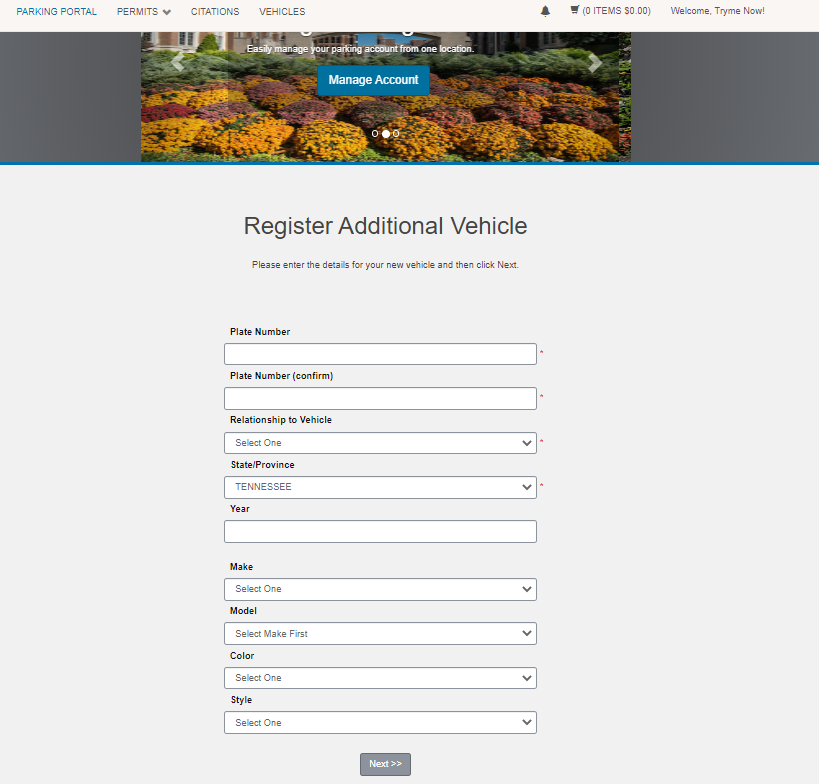 PARKING PORTAL PERMITS CITATIONS VEHICLES (0 ITEMS $0.00) Welcome, Tryme Now!
Easily manage your parking account from one location.
Manage Account
Register Additional Vehicle
Please enter the details for your new vehicle and then click Next.
Plate Number
*
Plate Number (confirm)
*
Relationship to Vehicle
Select One *
State/Province
TENNESSEE *
Year
Make
Select One
Model
Select Make First
Color
Select One
Style
Select One
Next >>